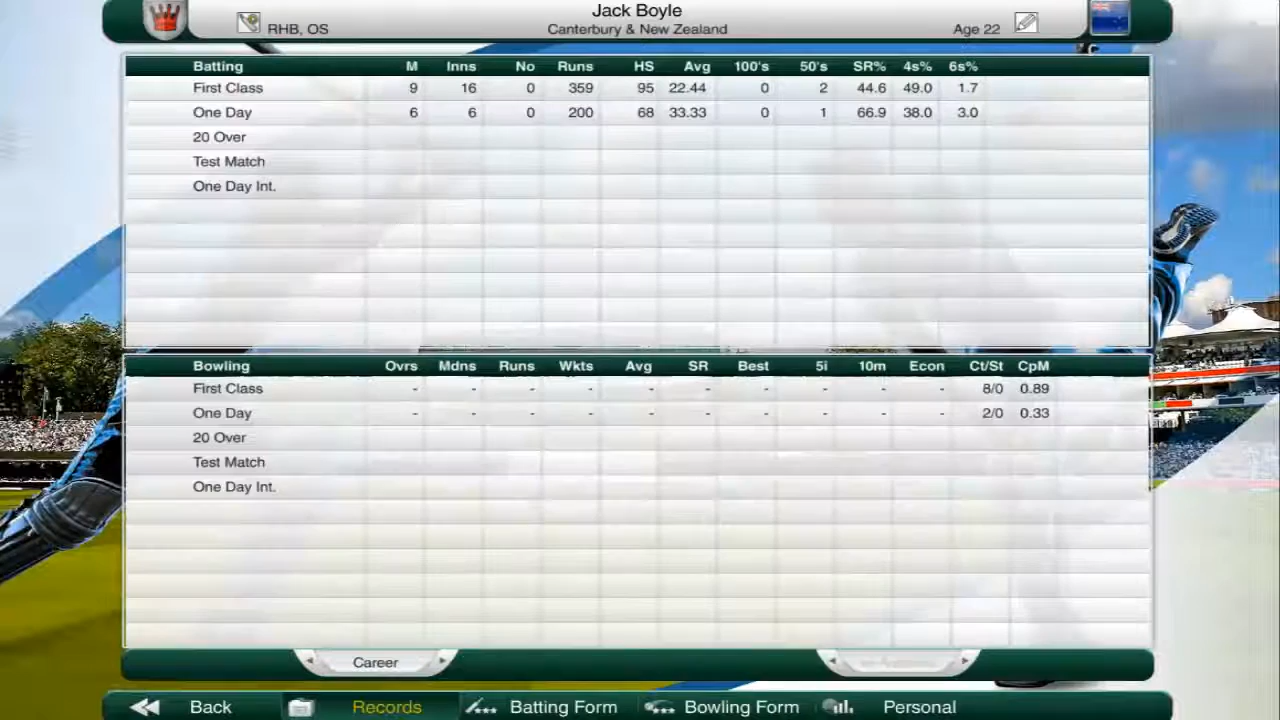 Jack Boyle
RHB, OS
Canterbury & New Zealand
Age 22
Batting M Inns No Runs HS Avg 100's 50's SR% 4s% 6s%
First Class 9 16 0 359 95 22.44 0 2 44.6 49.0 1.7
One Day 6 6 0 200 68 33.33 0 1 66.9 38.0 3.0
20 Over
Test Match
One Day Int.
Bowling Ovrs Mdns Runs Wkts Avg SR Best 5i 10m Econ Ct/St CpM
First Class - - - - - - - - - - 8/0 0.89
One Day - - - - - - - - - - 2/0 0.33
20 Over
Test Match
One Day Int.
Career
Back Records Batting Form Bowling Form Personal